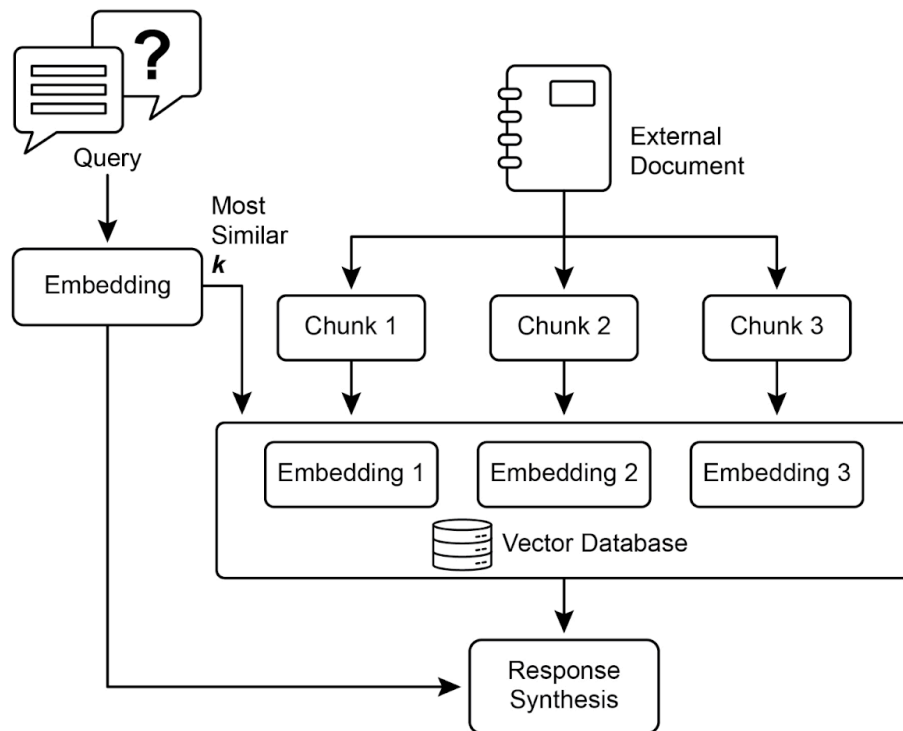 ?
Query
External
Document
Most
Similar
k
Embedding
Chunk 1
Chunk 2
Chunk 3
Embedding 1
Embedding 2
Embedding 3
Vector Database
Response
Synthesis